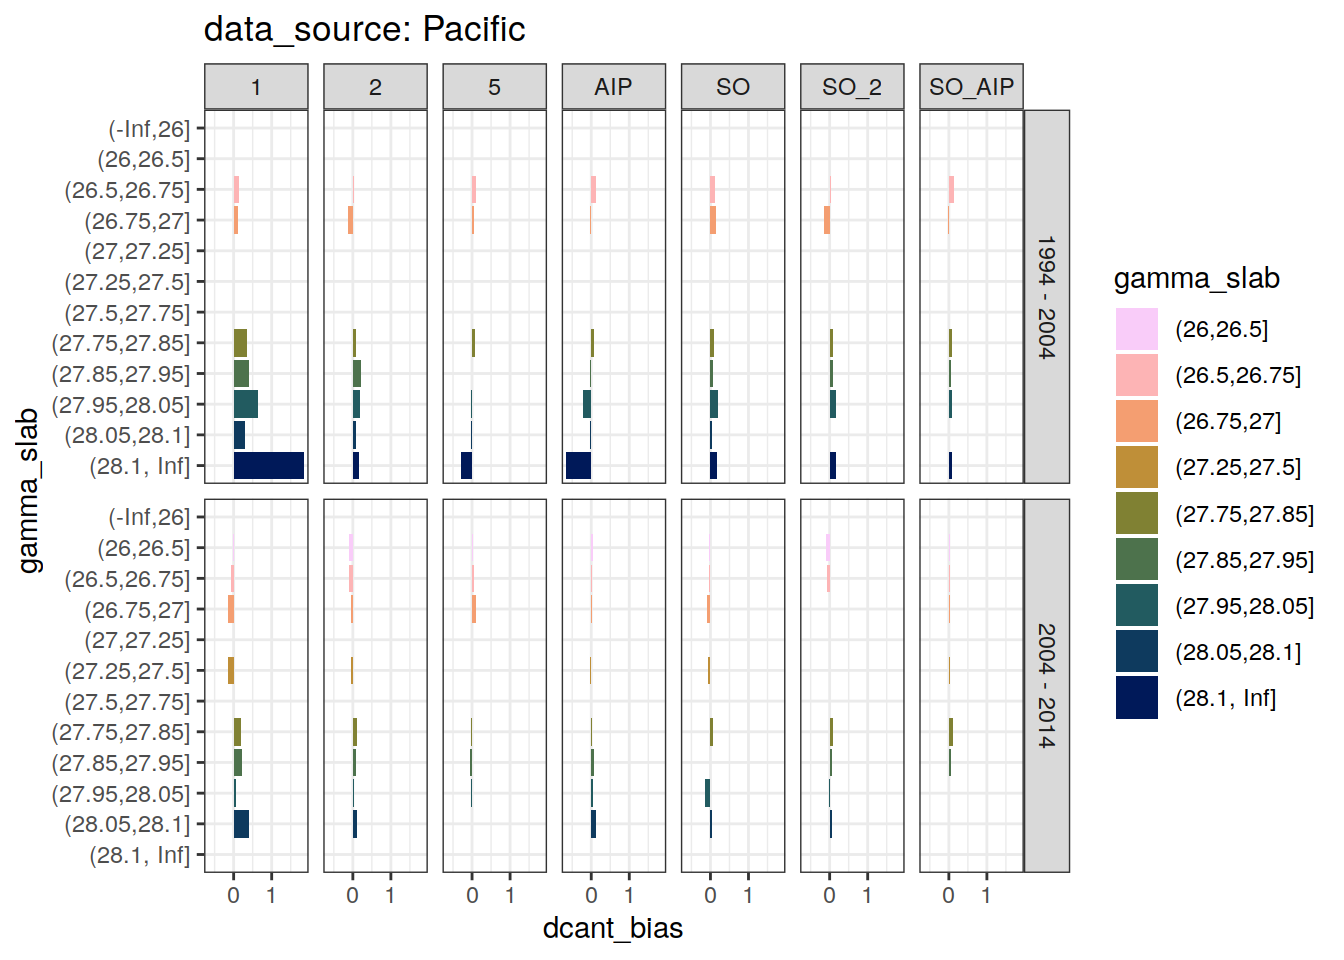 data_source: Pacific
1 2 5 AIP SO SO_2 SO_AIP
(-Inf,26]
(26,26.5]
(26.5,26.75]
(26.75,27]
(27,27.25]
(27.25,27.5]
(27.5,27.75]
(27.75,27.85]
(27.85,27.95]
(27.95,28.05]
(28.05,28.1]
(28.1, Inf]
1994 - 2004
(-Inf,26]
(26,26.5]
(26.5,26.75]
(26.75,27]
(27,27.25]
(27.25,27.5]
(27.5,27.75]
(27.75,27.85]
(27.85,27.95]
(27.95,28.05]
(28.05,28.1]
(28.1, Inf]
2004 - 2014
gamma_slab
0 1 0 1 0 1 0 1 0 1 0 1 0 1
dcant_bias
gamma_slab
(26,26.5]
(26.5,26.75]
(26.75,27]
(27.25,27.5]
(27.75,27.85]
(27.85,27.95]
(27.95,28.05]
(28.05,28.1]
(28.1, Inf]